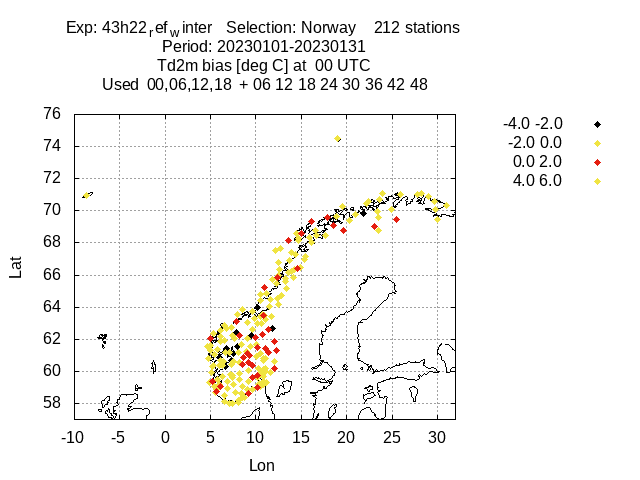 Exp: 43h22refwinter   Selection: Norway    212 stations
Period: 20230101-20230131
Td2m bias [deg C] at  00 UTC
Used  00,06,12,18  + 06 12 18 24 30 36 42 48
-4.0 -2.0
-2.0 0.0
0.0 2.0
4.0 6.0
76
74
72
70
68
66
64
62
60
58
Lat
-10 -5 0 5 10 15 20 25 30
Lon